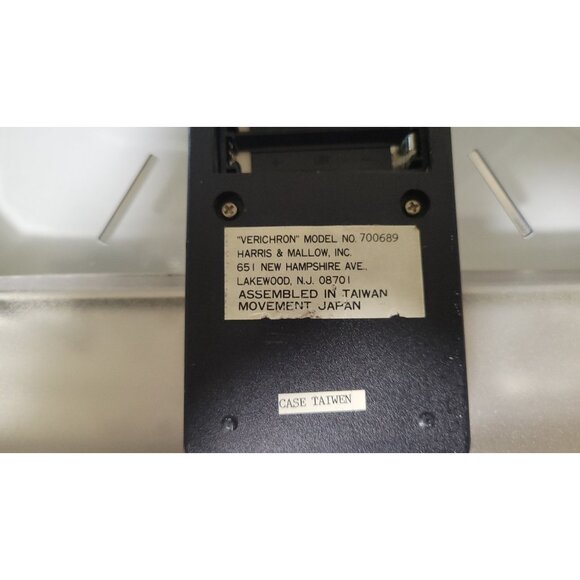 "VERICHRON" MODEL NO. 700689
HARRIS & MALLOW, INC.
651 NEW HAMPSHIRE AVE.,
LAKEWOOD, N.J. 08701
ASSEMBLED IN TAIWAN
MOVEMENT JAPAN
CASE TAIWEN